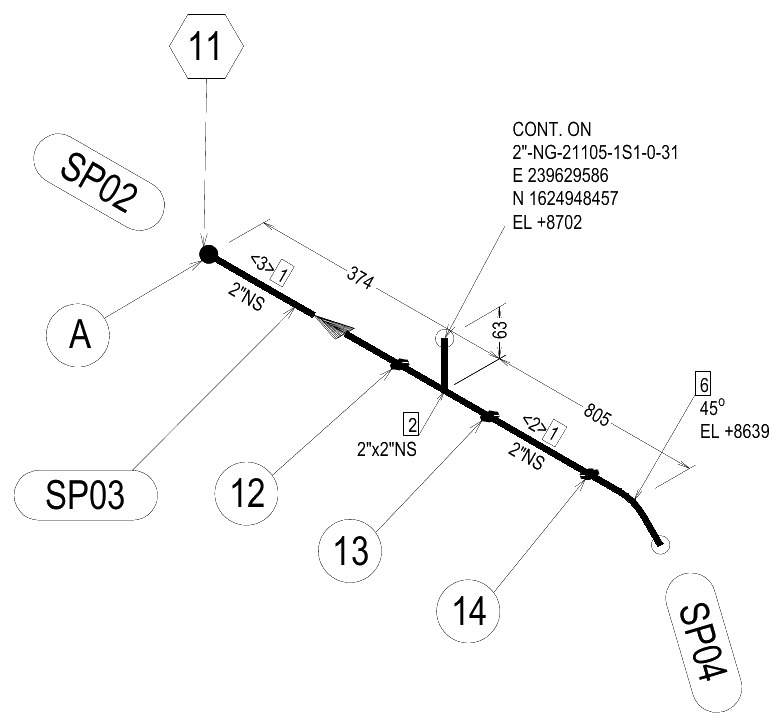 11
CONT. ON
2"-NG-21105-1S1-0-31
E 239629586
N 1624948457
EL +8702
SP02
<3> 1
2"NS
374
63
A
6
45°
EL +8639
805
2
2"x2"NS
<2> 1
2"NS
SP03
12
13
14
SP04